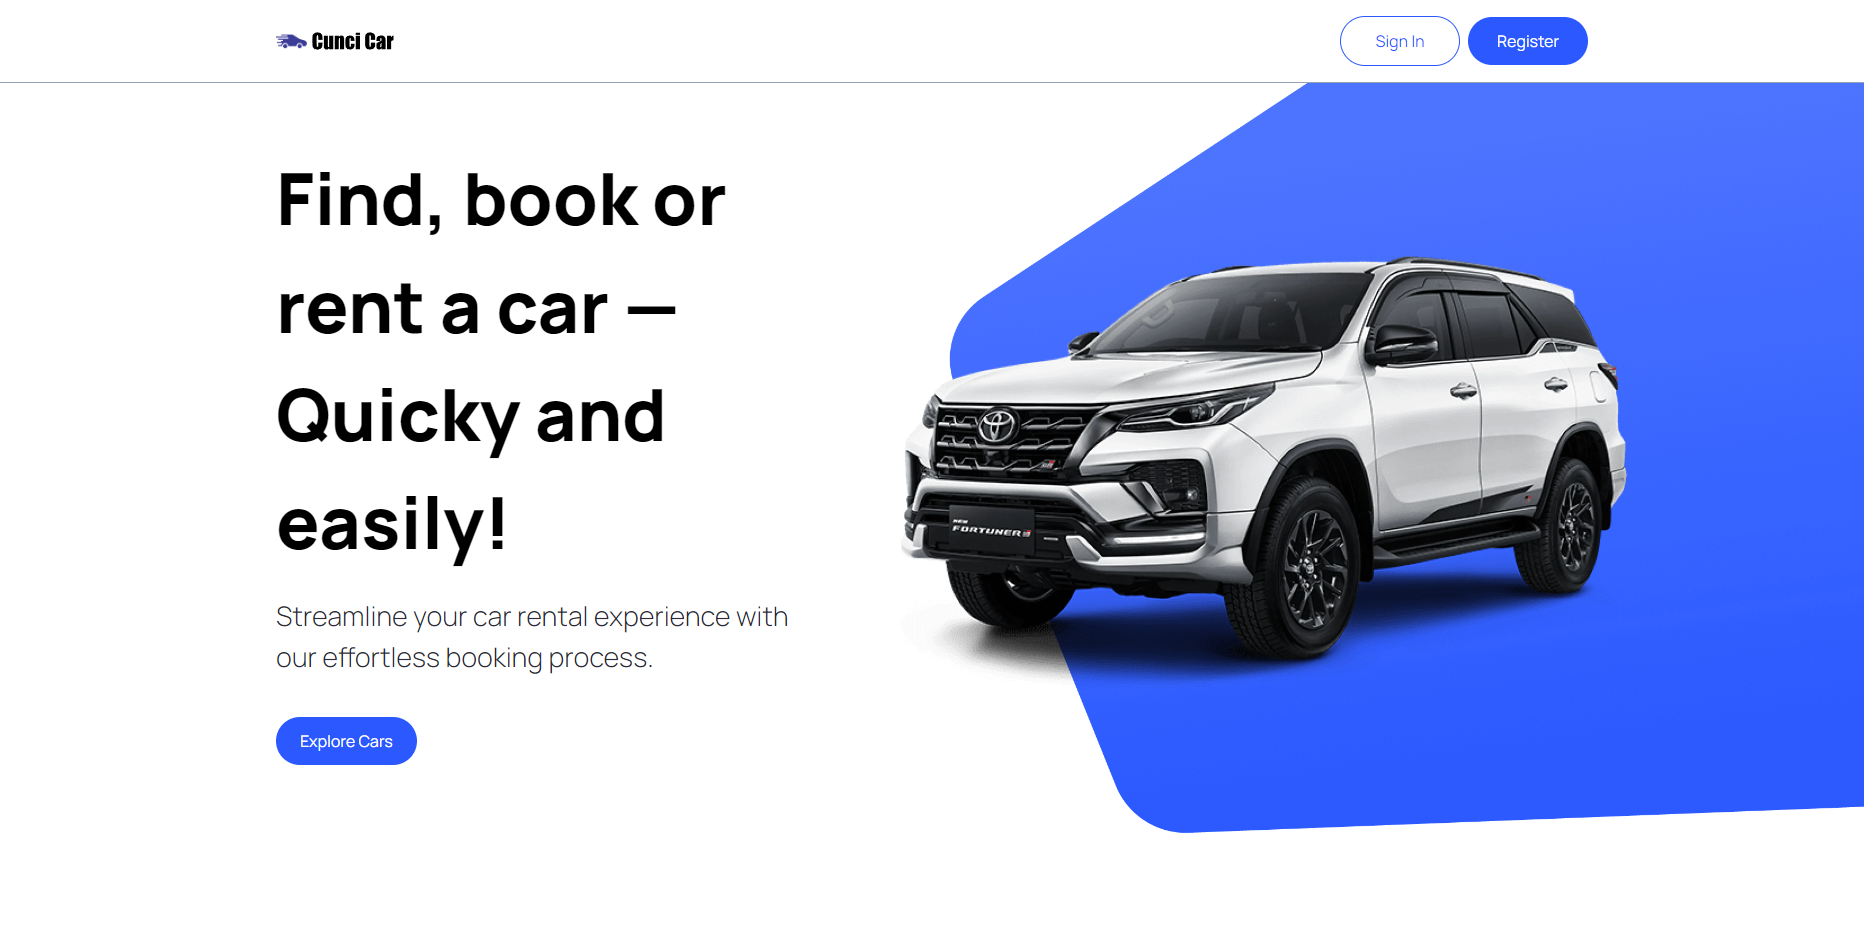 Cunci Car
Sign In
Register
Find, book or
rent a car —
Quicky and
easily!
Streamline your car rental experience with
our effortless booking process.
Explore Cars
NEW
FORTUNER